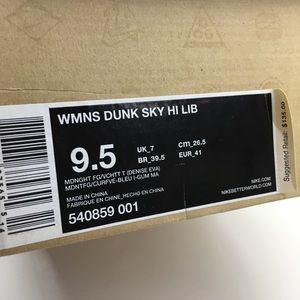 WMNS DUNK SKY HI LIB
9.5
UK_7
BR_39.5
cm_26.5
EUR_41
MDNGHT FG/VCHTT T (DENISE EVA)
MDNTFG/CURFVE-BLEU I-GUM MA
MADE IN CHINA
FABRIQUE EN CHINE_HECHO EN CHINA
540859 001
NIKE.COM
NIKEBETTERWORLD.COM
Suggested Retail: $135.00